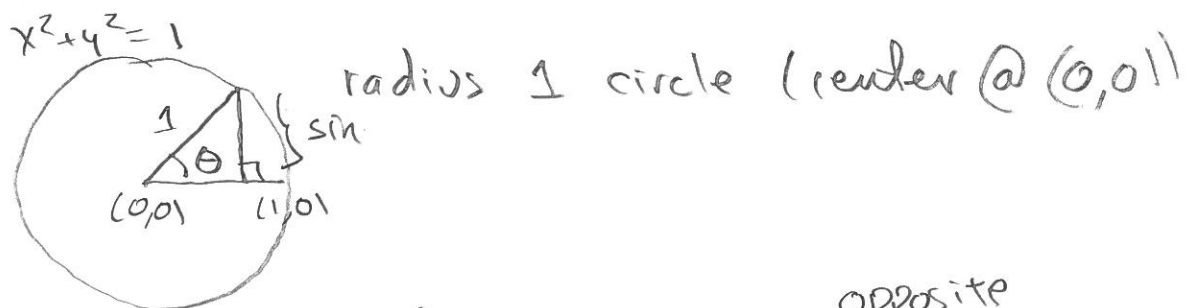 x²+y²= 1
radius 1 circle (center @ (0,0))
1
sin
θ
(0,0) (1,0)
opposite